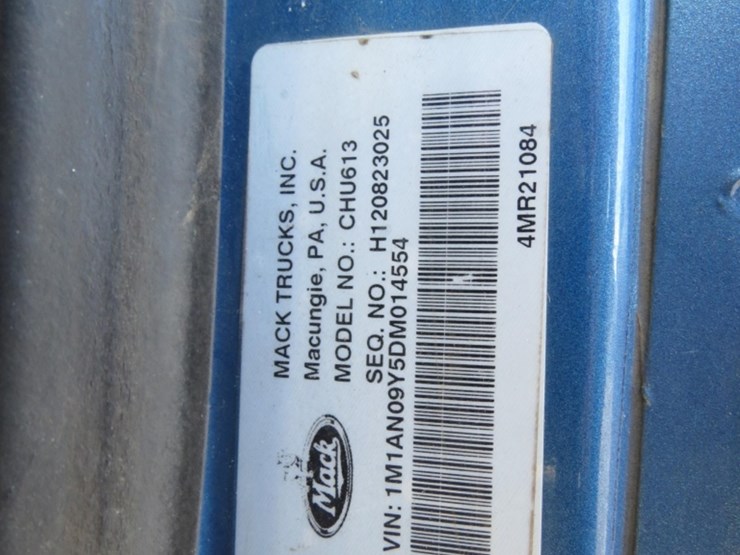 MACK TRUCKS, INC.
Macungie, PA, U.S.A.
MODEL NO.: CHU613
SEQ. NO.: H120823025
Mack
VIN: 1M1AN09Y5DM014554
4MR21084